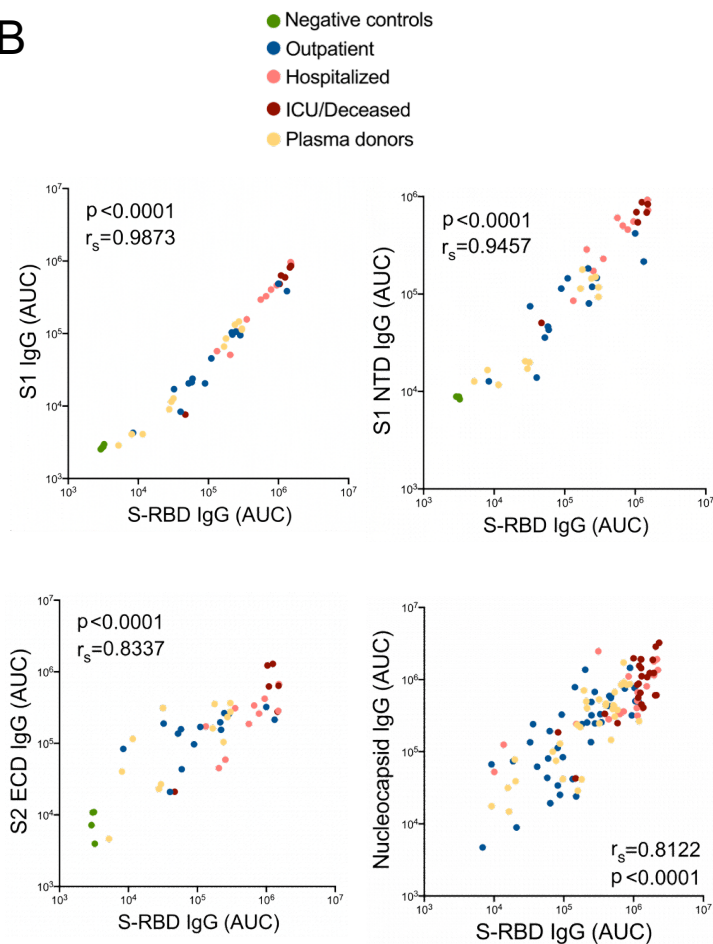 B
Negative controls
Outpatient
Hospitalized
ICU/Deceased
Plasma donors
p<0.0001
rs=0.9873
S1 IgG (AUC)
10⁷
10⁶
10⁵
10⁴
10³
10³ 10⁴ 10⁵ 10⁶ 10⁷
S-RBD IgG (AUC)
p<0.0001
rs=0.9457
S1 NTD IgG (AUC)
10⁶
10⁵
10⁴
10³
10³ 10⁴ 10⁵ 10⁶ 10⁷
S-RBD IgG (AUC)
p<0.0001
rs=0.8337
S2 ECD IgG (AUC)
10⁷
10⁶
10⁵
10⁴
10³
10³ 10⁴ 10⁵ 10⁶ 10⁷
S-RBD IgG (AUC)
Nucleocapsid IgG (AUC)
10⁷
10⁶
10⁵
10⁴
10³
rs=0.8122
p<0.0001
10³ 10⁴ 10⁵ 10⁶ 10⁷
S-RBD IgG (AUC)